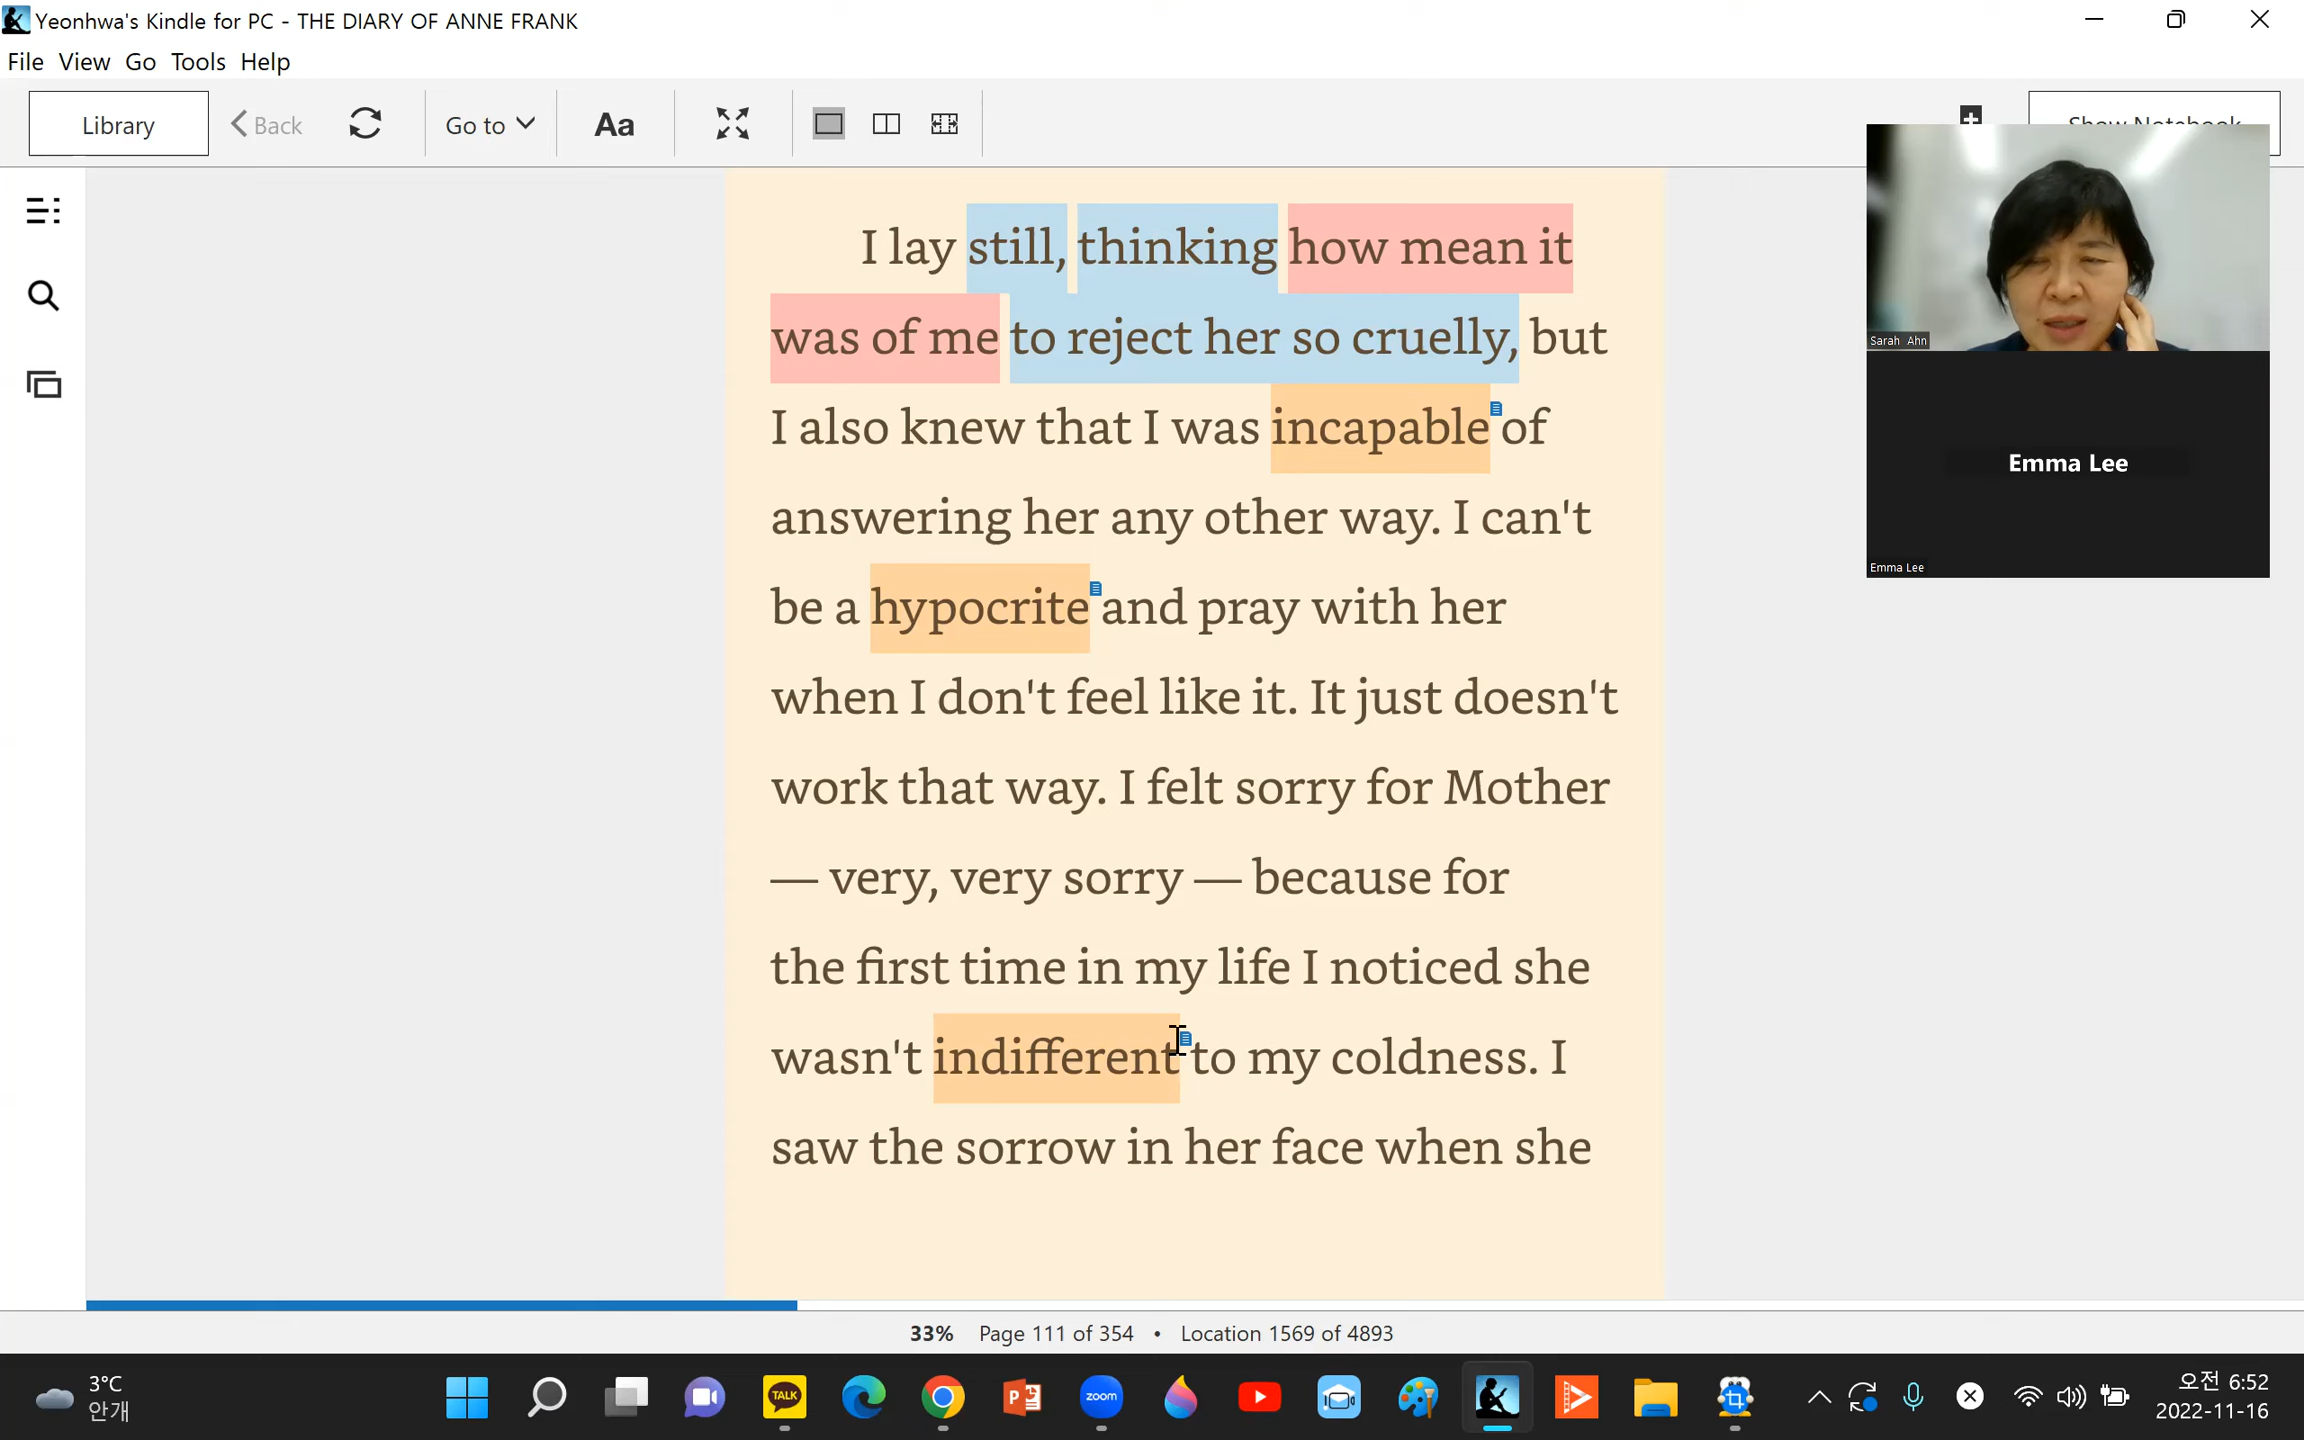 Yeonhwa's Kindle for PC - THE DIARY OF ANNE FRANK
File View Go Tools Help
Library Back Go to Aa Show Notebook
I lay still, thinking how mean it
was of me to reject her so cruelly, but
I also knew that I was incapable of
answering her any other way. I can't
be a hypocrite and pray with her
when I don't feel like it. It just doesn't
work that way. I felt sorry for Mother
— very, very sorry — because for
the first time in my life I noticed she
wasn't indifferent to my coldness. I
saw the sorrow in her face when she
Sarah Ahn
Emma Lee
Emma Lee
33% Page 111 of 354 • Location 1569 of 4893
3°C
안개
TALK
P
zoom
오전 6:52
2022-11-16